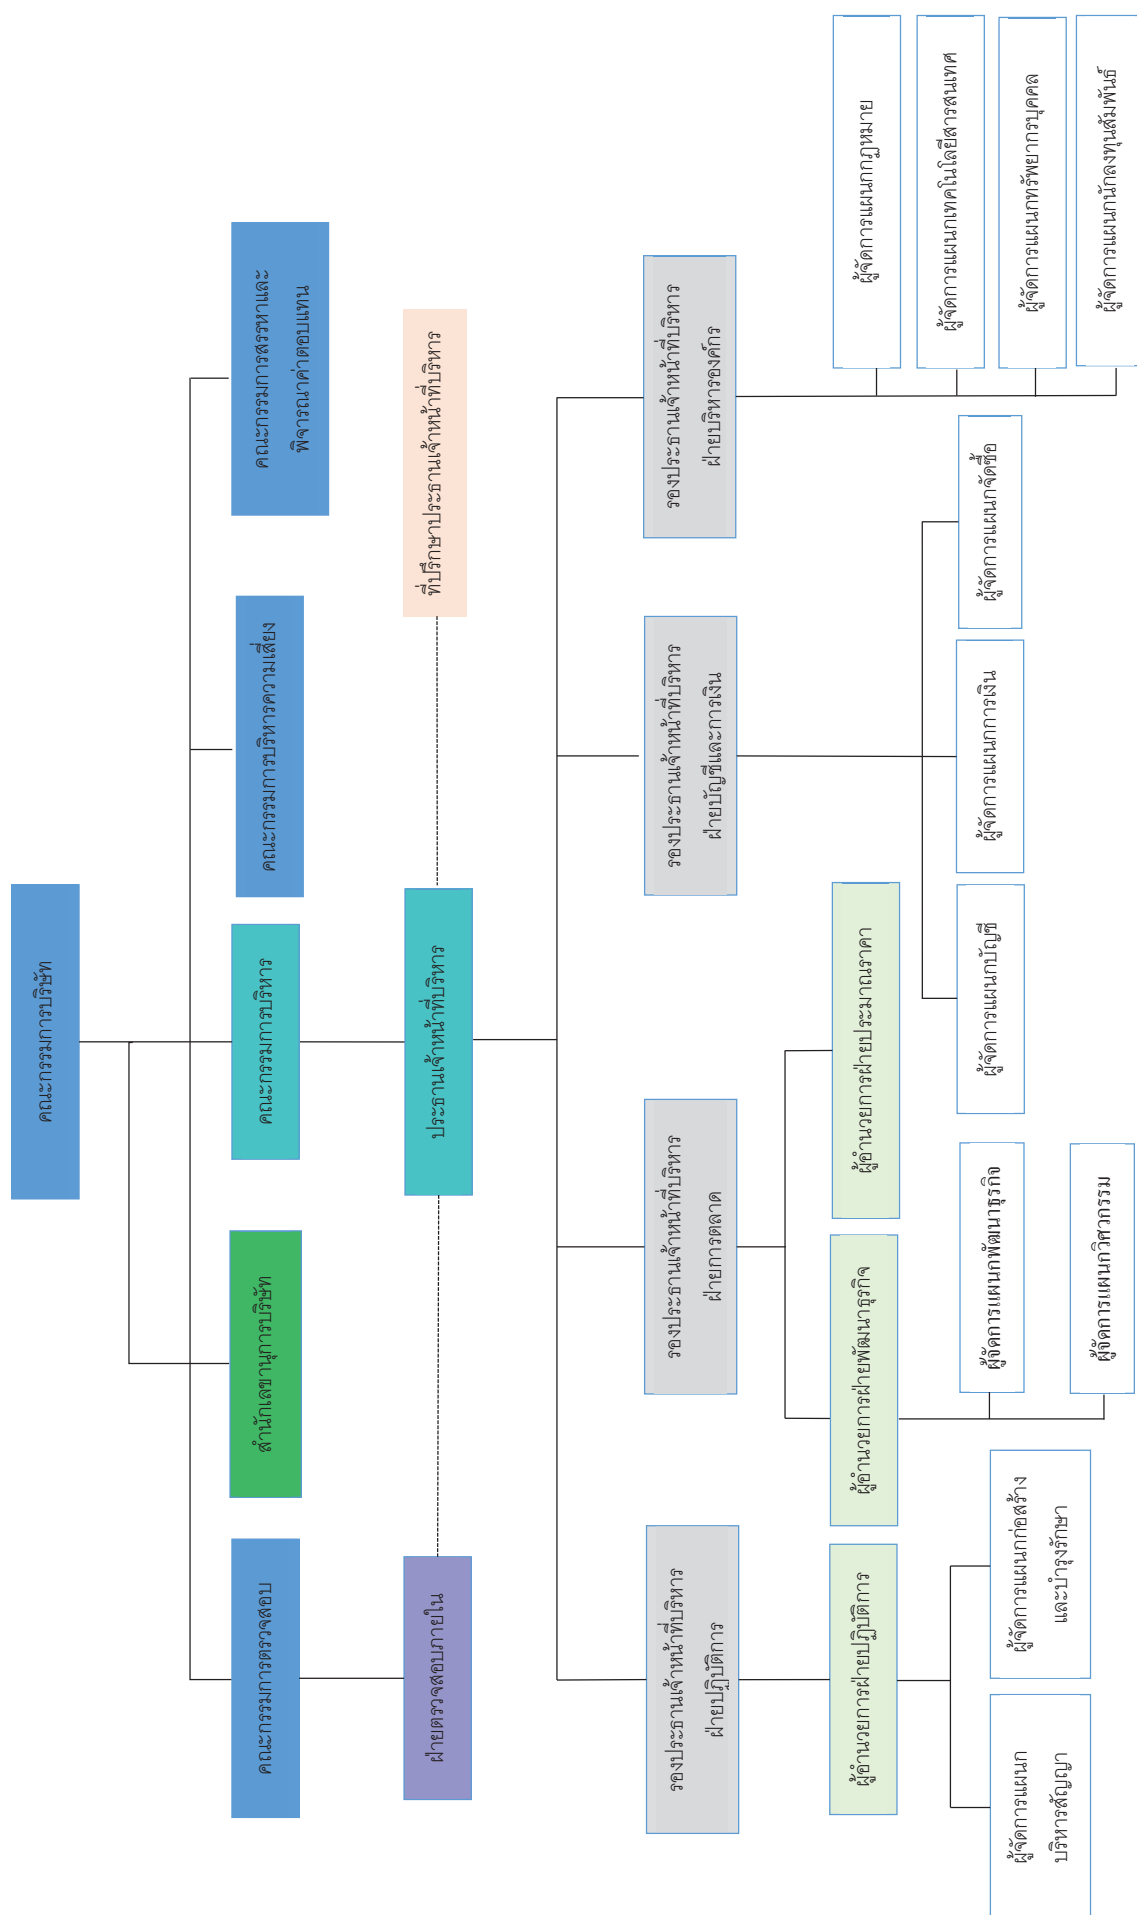 คณะกรรมการบริษัท
คณะกรรมการตรวจสอบ
สำนักเลขานุการบริษัท
คณะกรรมการบริหาร
คณะกรรมการบริหารความเสี่ยง
คณะกรรมการสรรหาและ
พิจารณาค่าตอบแทน
ฝ่ายตรวจสอบภายใน
ประธานเจ้าหน้าที่บริหาร
ที่ปรึกษาประธานเจ้าหน้าที่บริหาร
รองประธานเจ้าหน้าที่บริหาร
ฝ่ายปฏิบัติการ
รองประธานเจ้าหน้าที่บริหาร
ฝ่ายการตลาด
รองประธานเจ้าหน้าที่บริหาร
ฝ่ายบัญชีและการเงิน
รองประธานเจ้าหน้าที่บริหาร
ฝ่ายบริหารองค์กร
ผู้อำนวยการฝ่ายปฏิบัติการ
ผู้อำนวยการฝ่ายพัฒนาธุรกิจ
ผู้อำนวยการฝ่ายประมาณราคา
ผู้จัดการแผนก
บริหารสัญญา
ผู้จัดการแผนกก่อสร้าง
และบำรุงรักษา
ผู้จัดการแผนกพัฒนาธุรกิจ
ผู้จัดการแผนกวิศวกรรม
ผู้จัดการแผนกบัญชี
ผู้จัดการแผนกการเงิน
ผู้จัดการแผนกจัดซื้อ
ผู้จัดการแผนกกฎหมาย
ผู้จัดการแผนกเทคโนโลยีสารสนเทศ
ผู้จัดการแผนกทรัพยากรบุคคล
ผู้จัดการแผนกนักลงทุนสัมพันธ์